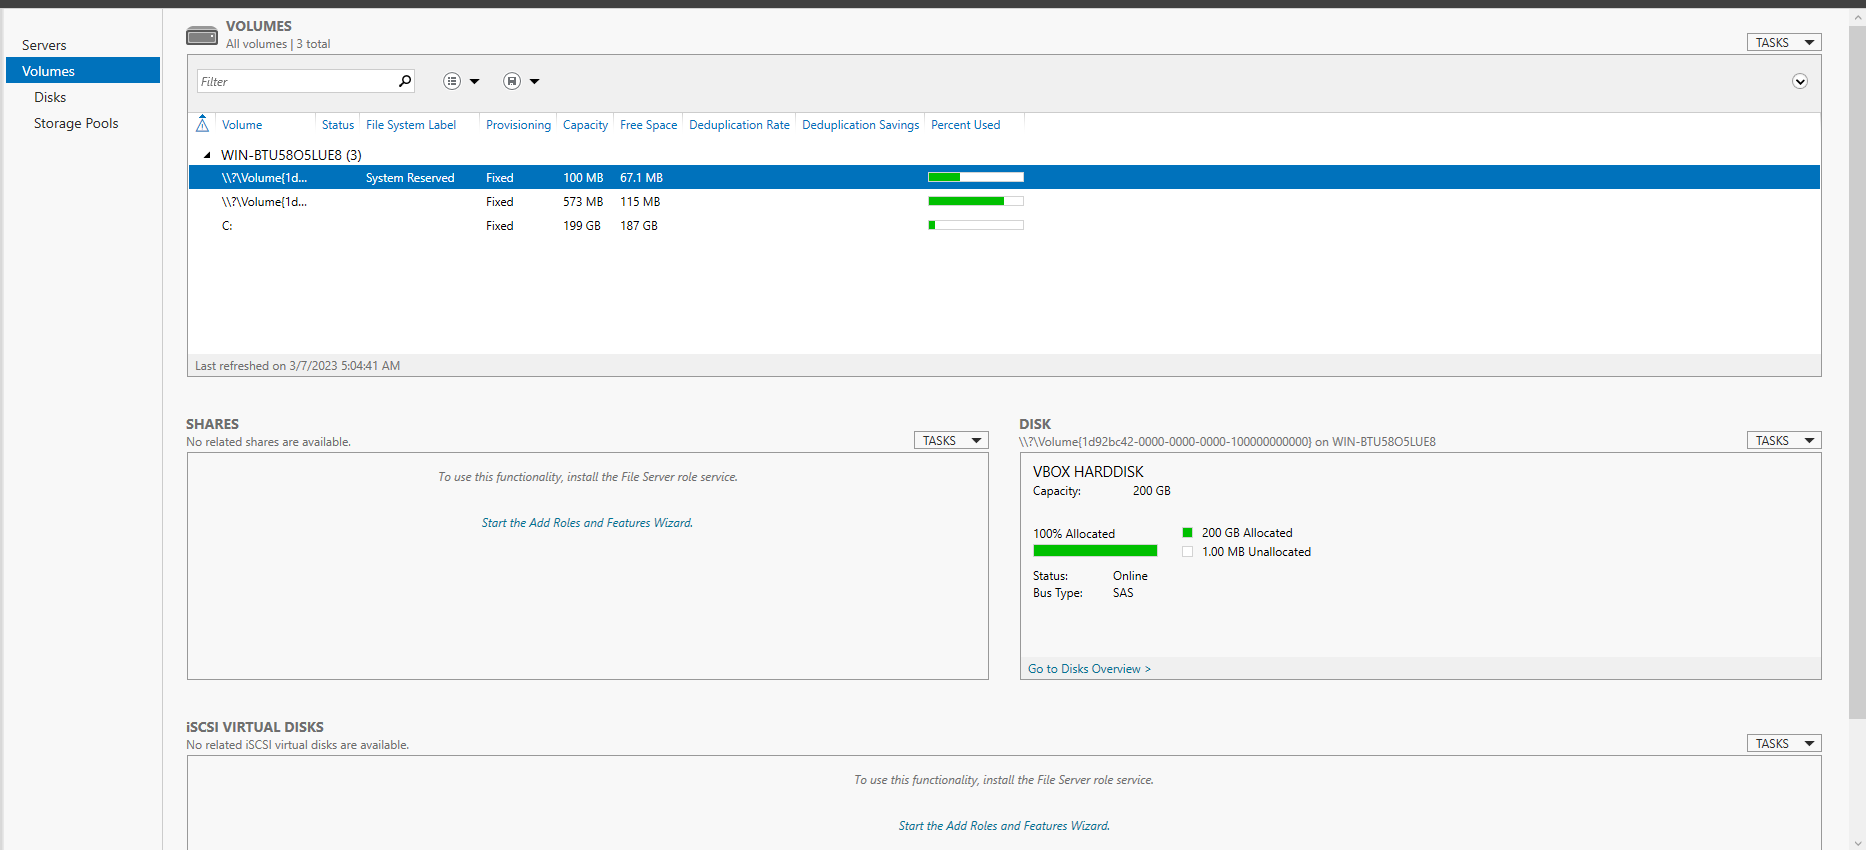 Servers
Volumes
Disks
Storage Pools
VOLUMES
All volumes | 3 total
TASKS
Filter
Volume Status File System Label Provisioning Capacity Free Space Deduplication Rate Deduplication Savings Percent Used
WIN-BTU58O5LUE8 (3)
\\?\Volume{1d... System Reserved Fixed 100 MB 67.1 MB
\\?\Volume{1d... Fixed 573 MB 115 MB
C: Fixed 199 GB 187 GB
Last refreshed on 3/7/2023 5:04:41 AM
SHARES
No related shares are available.
TASKS
To use this functionality, install the File Server role service.
Start the Add Roles and Features Wizard.
DISK
\\?\Volume{1d92bc42-0000-0000-0000-100000000000} on WIN-BTU58O5LUE8
TASKS
VBOX HARDDISK
Capacity: 200 GB
100% Allocated
200 GB Allocated
1.00 MB Unallocated
Status: Online
Bus Type: SAS
Go to Disks Overview >
iSCSI VIRTUAL DISKS
No related iSCSI virtual disks are available.
TASKS
To use this functionality, install the File Server role service.
Start the Add Roles and Features Wizard.